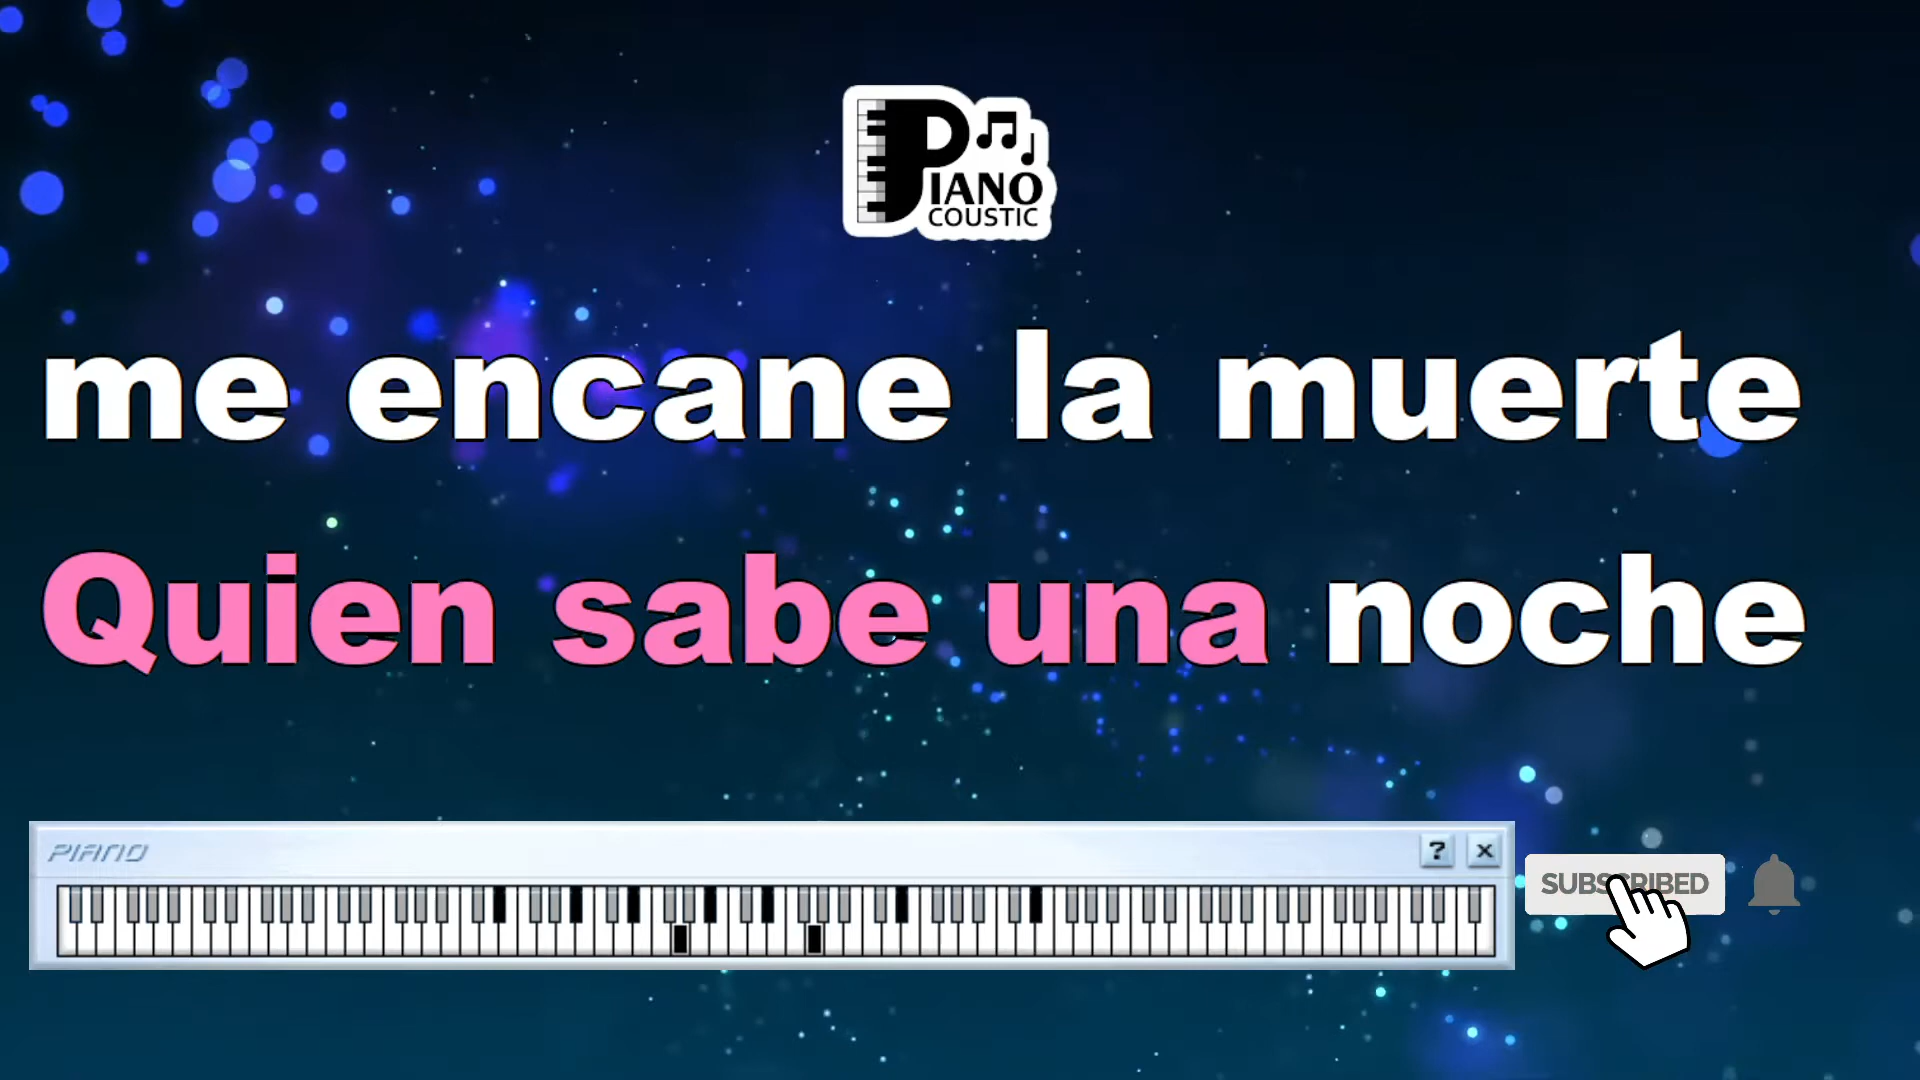 PIANO
COUSTIC
me encane la muerte
Quien sabe una noche
PIANO
? x
SUBSCRIBED